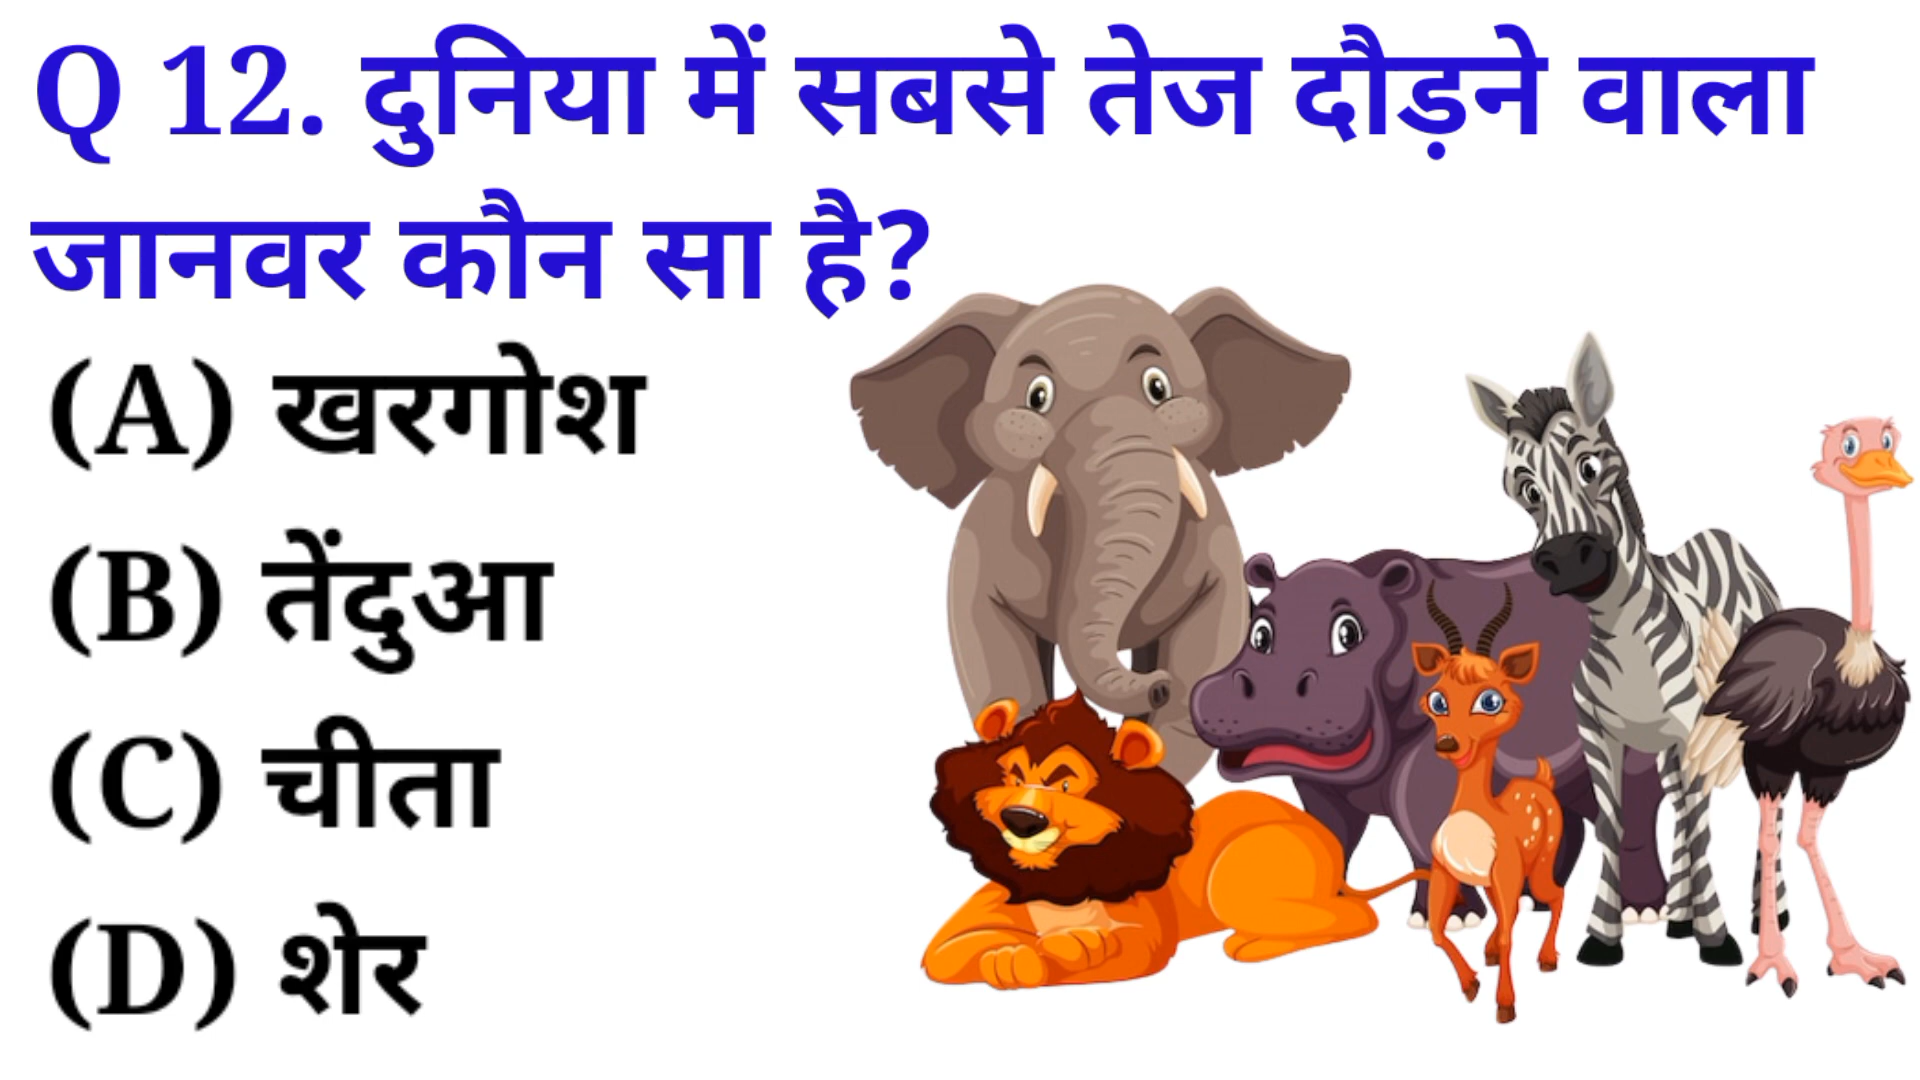 Q 12. दुनिया में सबसे तेज दौड़ने वाला
जानवर कौन सा है?
(A) खरगोश
(B) तेंदुआ
(C) चीता
(D) शेर